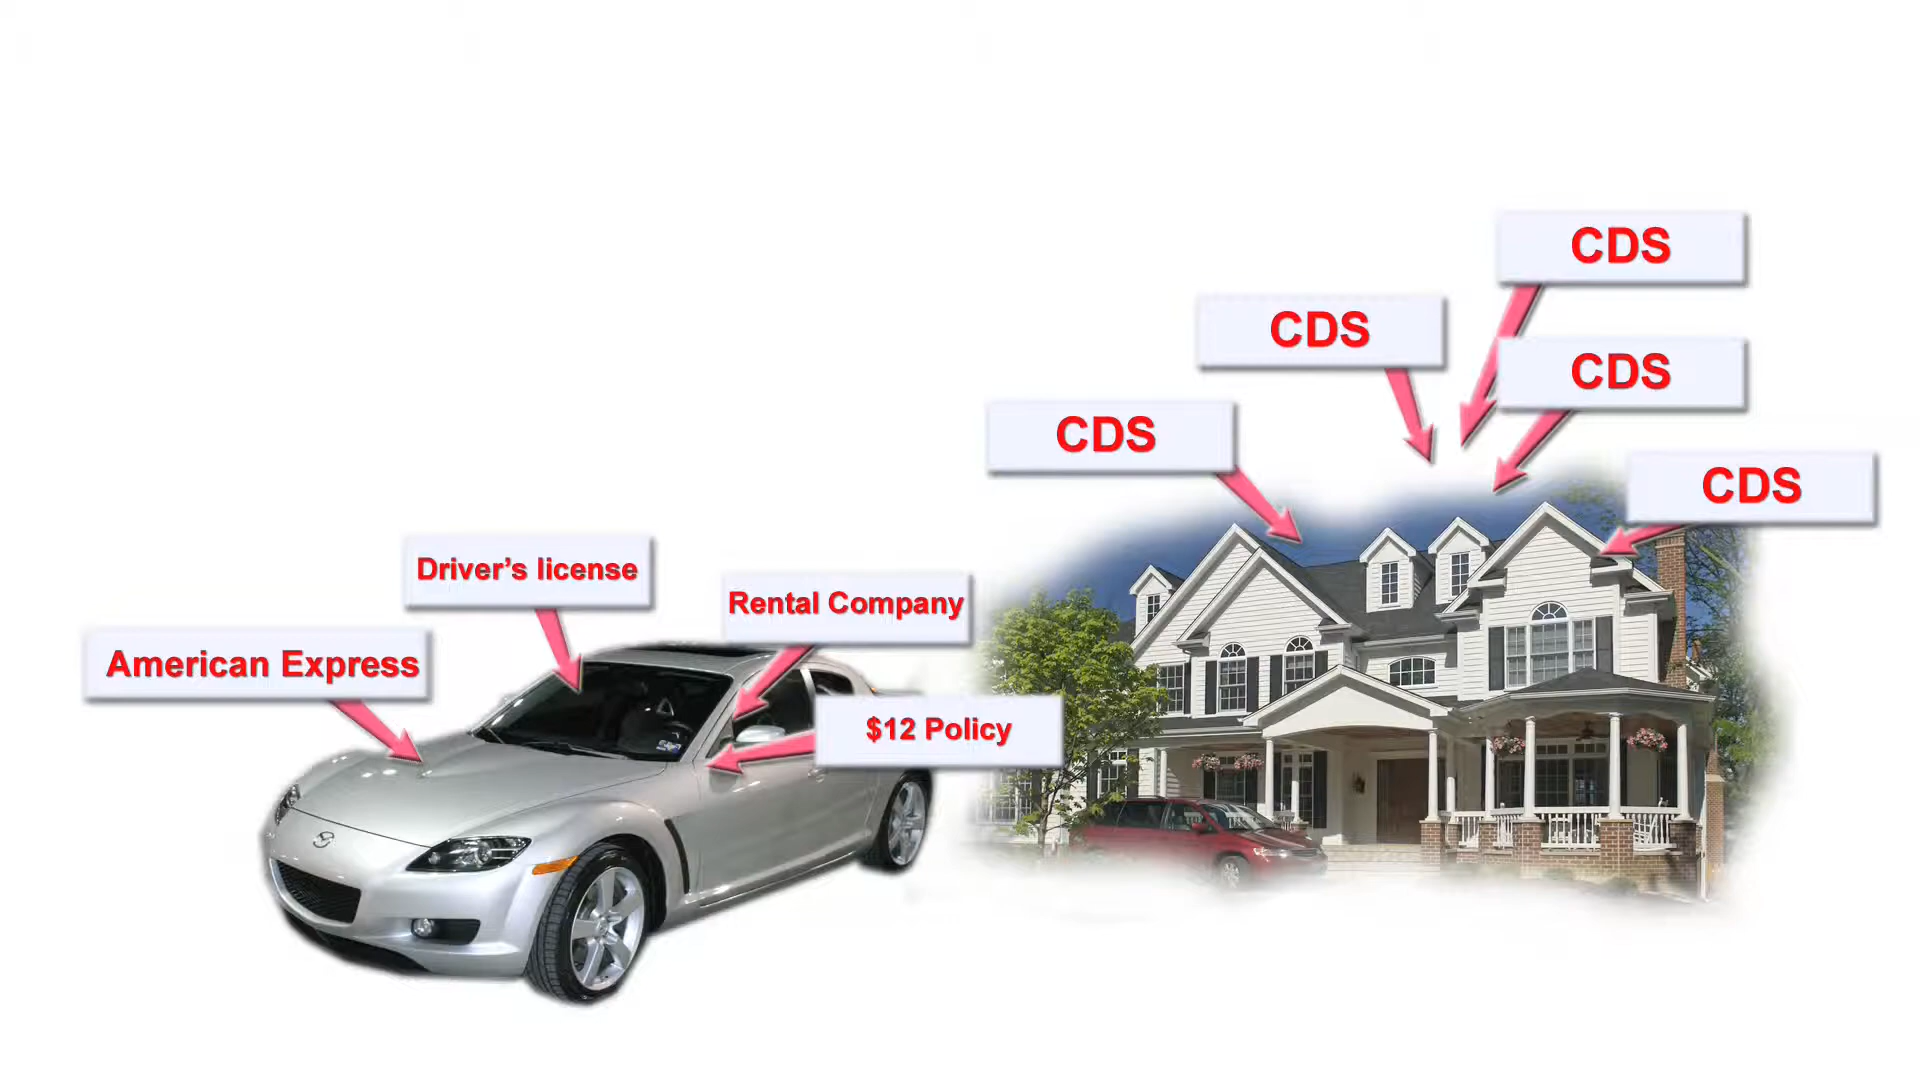 CDS
CDS
CDS
CDS
CDS
Driver’s license
Rental Company
American Express
$12 Policy